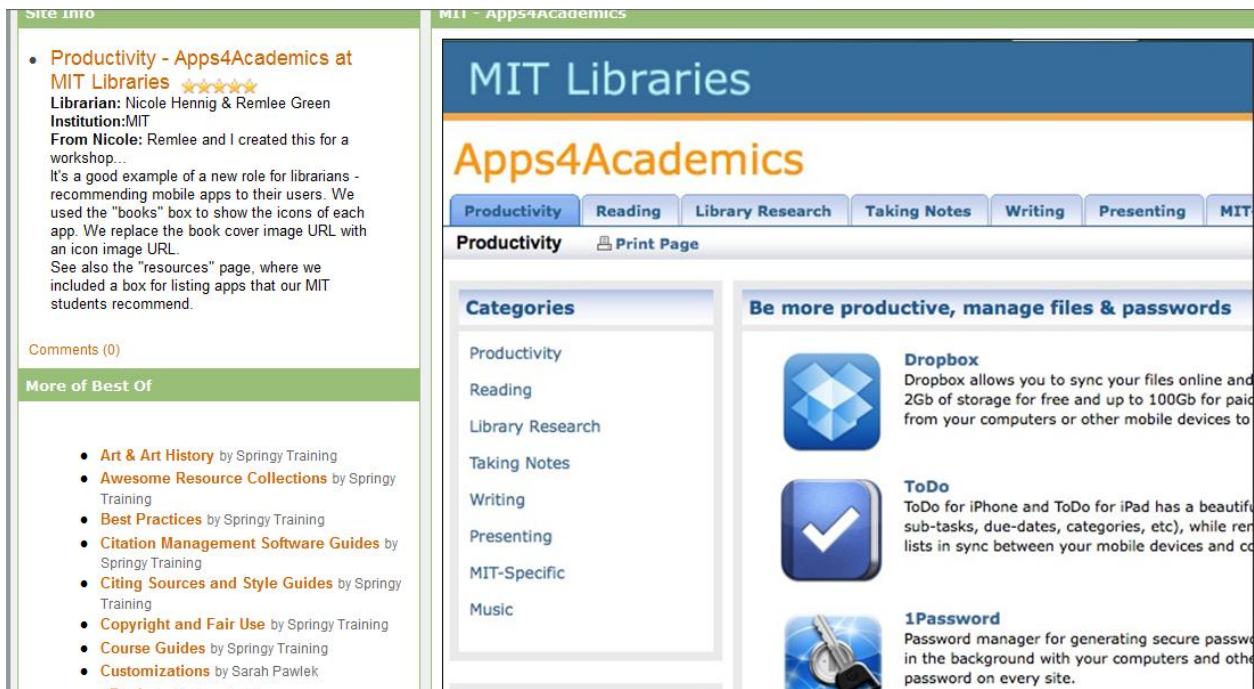 Site Info
Productivity - Apps4Academics at
MIT Libraries
Librarian: Nicole Hennig & Remlee Green
Institution:MIT
From Nicole: Remlee and I created this for a
workshop...
It's a good example of a new role for librarians -
recommending mobile apps to their users. We
used the "books" box to show the icons of each
app. We replace the book cover image URL with
an icon image URL.
See also the "resources" page, where we
included a box for listing apps that our MIT
students recommend.
Comments (0)
More of Best Of
Art & Art History by Springy Training
Awesome Resource Collections by Springy
Training
Best Practices by Springy Training
Citation Management Software Guides by
Springy Training
Citing Sources and Style Guides by Springy
Training
Copyright and Fair Use by Springy Training
Course Guides by Springy Training
Customizations by Sarah Pawlek
MIT - Apps4Academics
MIT Libraries
Apps4Academics
Productivity Reading Library Research Taking Notes Writing Presenting MIT
Productivity Print Page
Categories
Productivity
Reading
Library Research
Taking Notes
Writing
Presenting
MIT-Specific
Music
Be more productive, manage files & passwords
Dropbox
Dropbox allows you to sync your files online and
2Gb of storage for free and up to 100Gb for paid
from your computers or other mobile devices to
ToDo
ToDo for iPhone and ToDo for iPad has a
sub-tasks, due-dates, categories, etc), while
lists in sync between your mobile devices and
1Password
Password manager for generating secure
in the background with your computers and
password on every site.